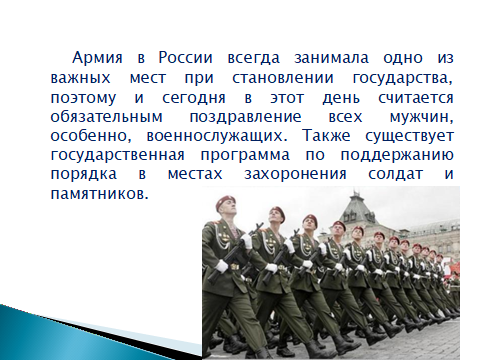 Армия в России всегда занимала одно из
важных мест при становлении государства,
поэтому и сегодня в этот день считается
обязательным поздравление всех мужчин,
особенно, военнослужащих. Также существует
государственная программа по поддержанию
порядка в местах захоронения солдат и
памятников.